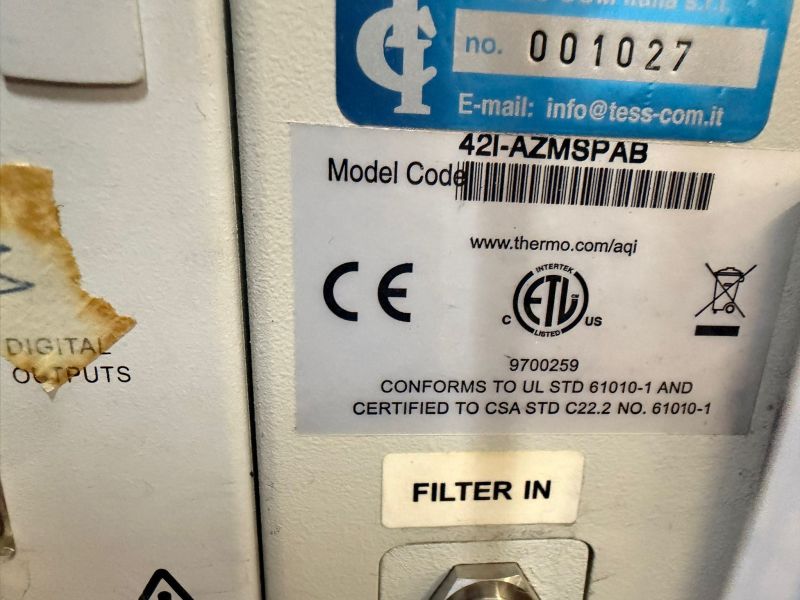 no. 001027
E-mail: info@tess-com.it
42I-AZMSPAB
Model Code
www.thermo.com/aqi
CE
INTERTEK
ETL CM
C US
LISTED
9700259
CONFORMS TO UL STD 61010-1 AND
CERTIFIED TO CSA STD C22.2 NO. 61010-1
DIGITAL
OUTPUTS
FILTER IN